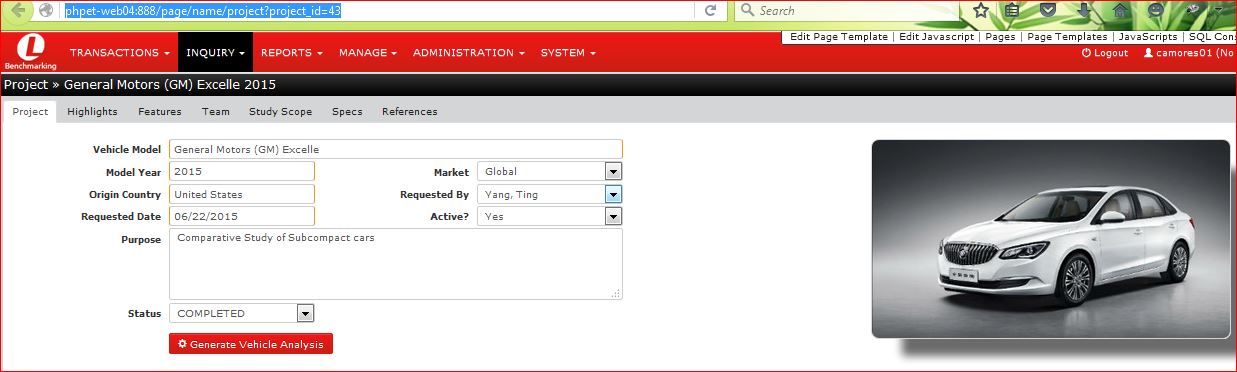 phpet-web04:888/page/name/project?project_id=43
Search
Edit Page Template | Edit Javascript | Pages | Page Templates | JavaScripts | SQL Cons
L
Benchmarking
TRANSACTIONS INQUIRY REPORTS MANAGE ADMINISTRATION SYSTEM
Logout camores01 (No
Project » General Motors (GM) Excelle 2015
Project Highlights Features Team Study Scope Specs References
Vehicle Model General Motors (GM) Excelle
Model Year 2015 Market Global
Origin Country United States Requested By Yang, Ting
Requested Date 06/22/2015 Active? Yes
Purpose Comparative Study of Subcompact cars
Status COMPLETED
Generate Vehicle Analysis